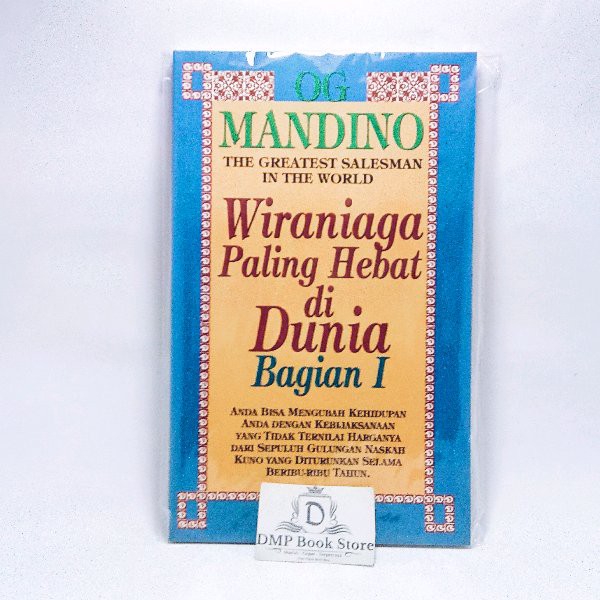 OG
MANDINO
THE GREATEST SALESMAN
IN THE WORLD
Wiraniaga
Paling Hebat
di
Dunia
Bagian I
ANDA BISA MENGUBAH KEHIDUPAN
ANDA DENGAN KEBIJAKSANAAN
YANG TIDAK TERNILAI HARGANYA
DARI SEPULUH GULUNGAN NASKAH
KUNO YANG DITURUNKAN SELAMA
BERIBU-RIBU TAHUN.
D
DMP Book Store